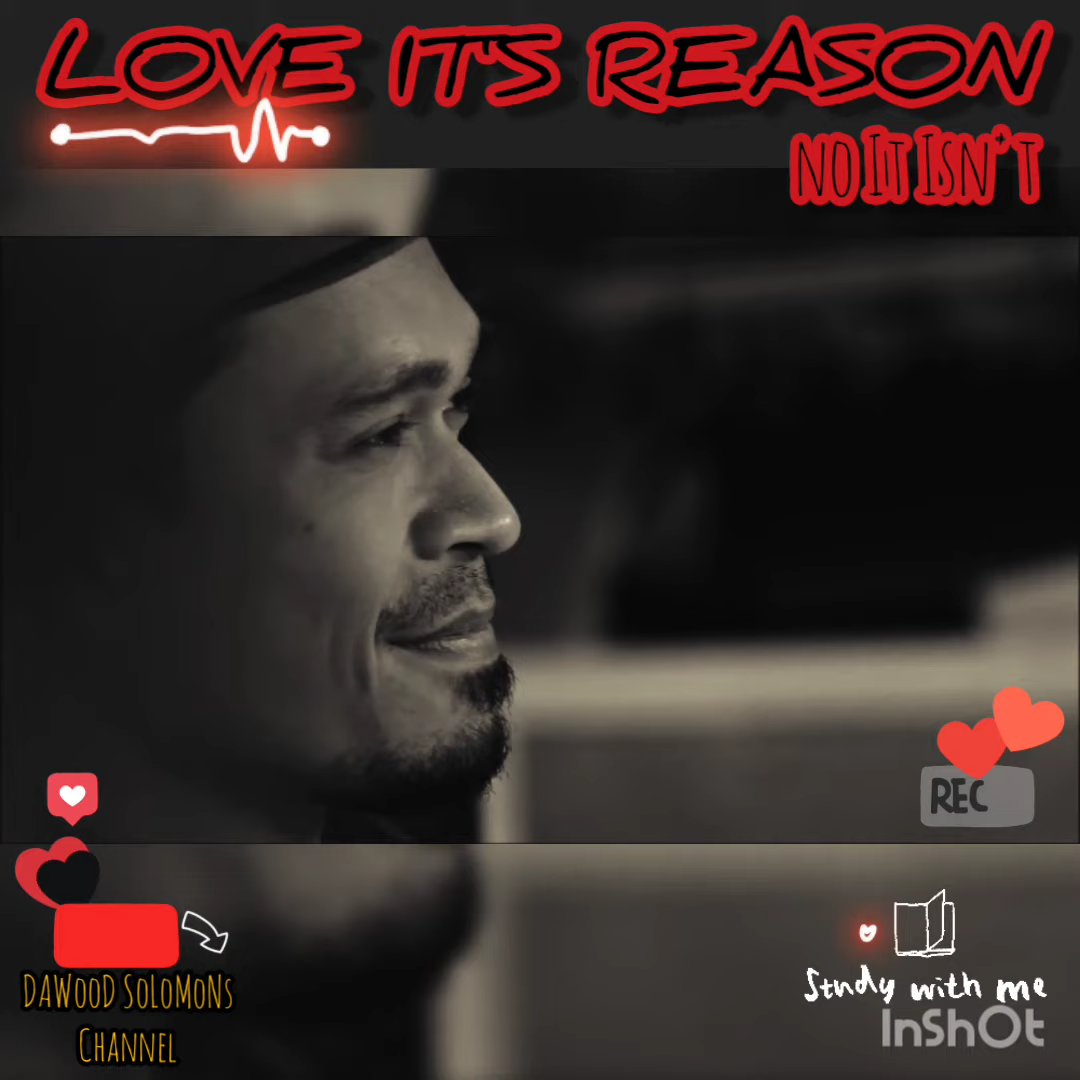 LOVE IT'S REASON
NO IT ISN'T
REC
DAWOOD SOLOMONS
CHANNEL
Study with me
InShOt